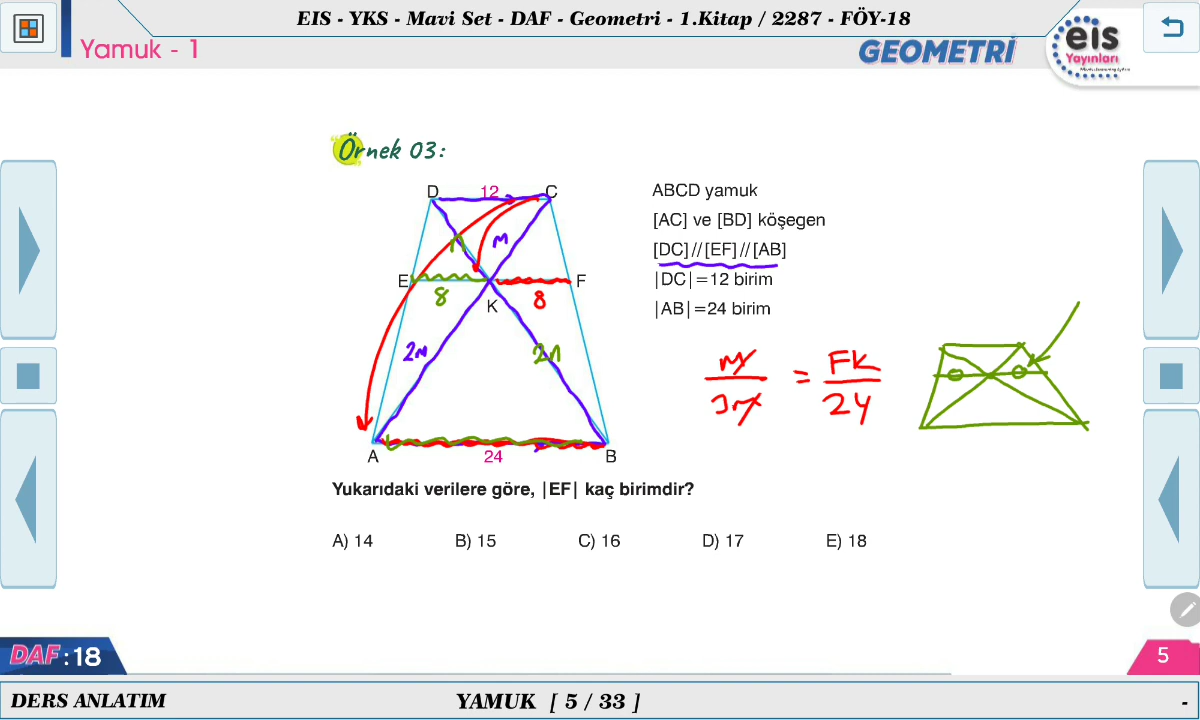 EIS - YKS - Mavi Set - DAF - Geometri - 1.Kitap / 2287 - FÖY-18
Yamuk - 1
GEOMETRİ
eis
Yayınları
Örnek 03:
D 12 C
n m
E F
8 8
K
2m 2n
A 24 B
ABCD yamuk
[AC] ve [BD] köşegen
[DC]//[EF]//[AB]
|DC|=12 birim
|AB|=24 birim
m/3m = FK/24
Yukarıdaki verilere göre, |EF| kaç birimdir?
A) 14 B) 15 C) 16 D) 17 E) 18
DAF:18
5
DERS ANLATIM YAMUK [ 5 / 33 ] -